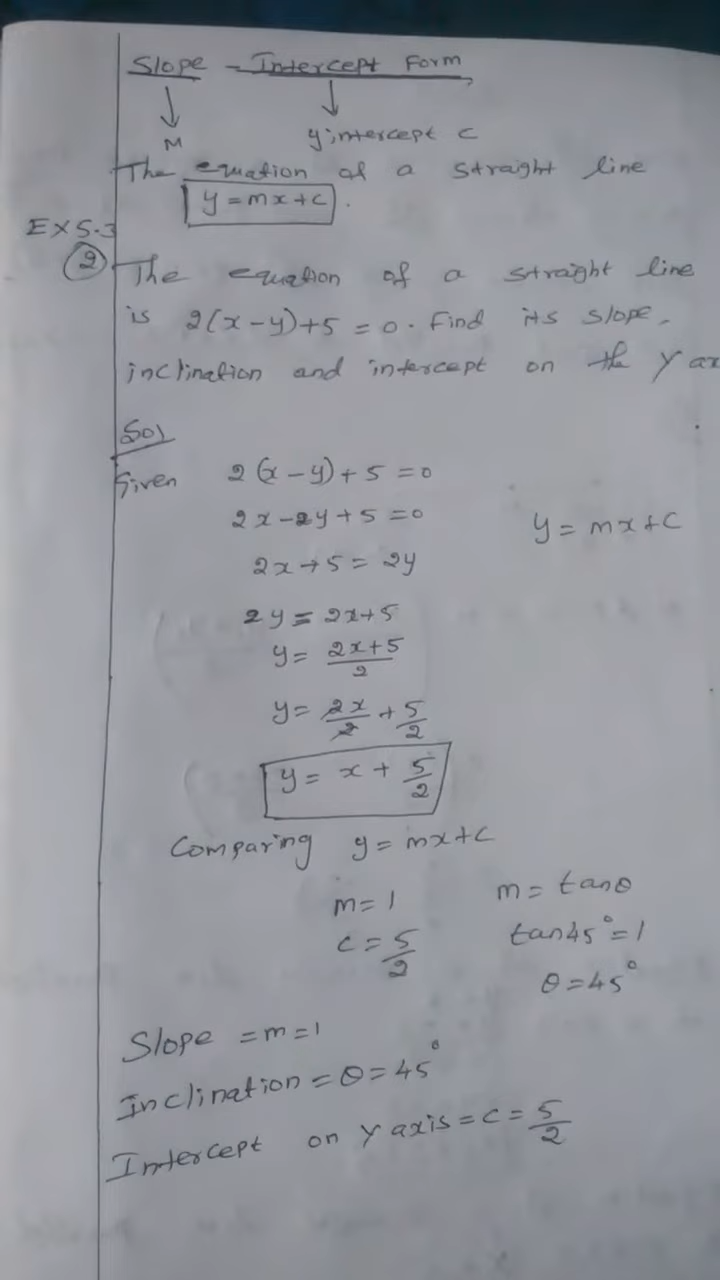 Slope - Intercept Form
↓ ↓
M y intercept c
The equation of a straight line
y = mx + c .
EX 5.3
② The equation of a straight line
is 2(x - y) + 5 = 0. Find its slope,
inclination and intercept on the Y ax
Sol
Given 2(x - y) + 5 = 0
2x - 2y + 5 = 0 y = mx + c
2x + 5 = 2y
2y = 2x + 5
y = 2x + 5 / 2
y = 2x/2 + 5/2
y = x + 5/2
Comparing y = mx + c
m = 1 m = tanθ
c = 5/2 tan45° = 1
θ = 45°
Slope = m = 1
Inclination = θ = 45°
Intercept on Y axis = c = 5/2